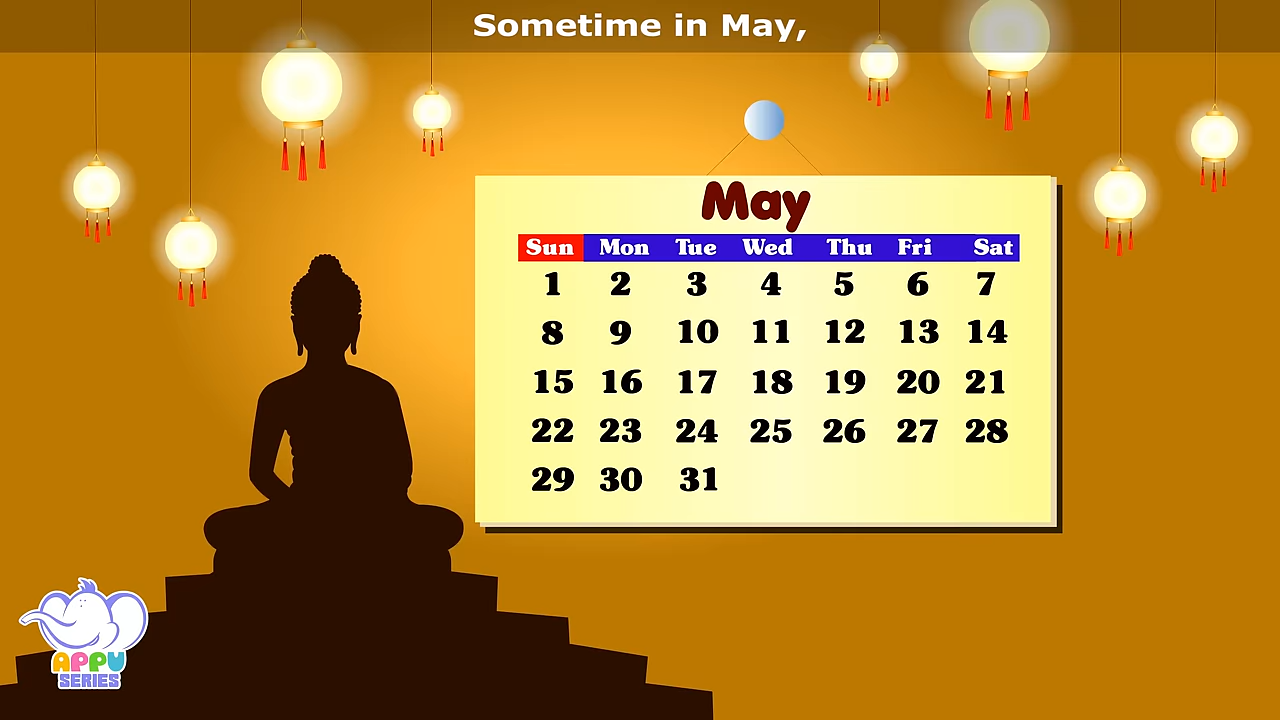 Sometime in May,
May
Sun Mon Tue Wed Thu Fri Sat
1 2 3 4 5 6 7
8 9 10 11 12 13 14
15 16 17 18 19 20 21
22 23 24 25 26 27 28
29 30 31
APPU
SERIES